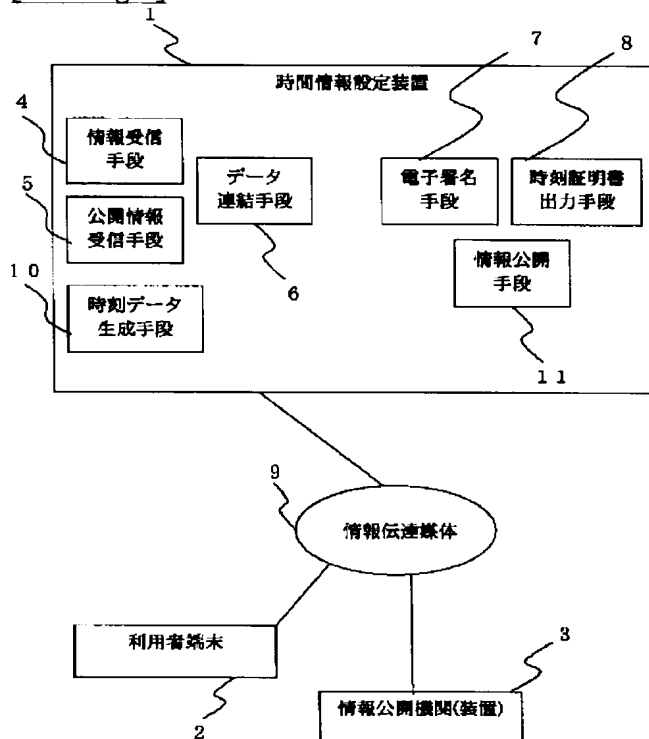 1
時間情報設定装置
7
8
4
情報受信
手段
5
公開情報
受信手段
データ
連結手段
6
電子署名
手段
時刻証明書
出力手段
10
時刻データ
生成手段
情報公開
手段
11
9
情報伝達媒体
利用者端末
2
3
情報公開機関(装置)